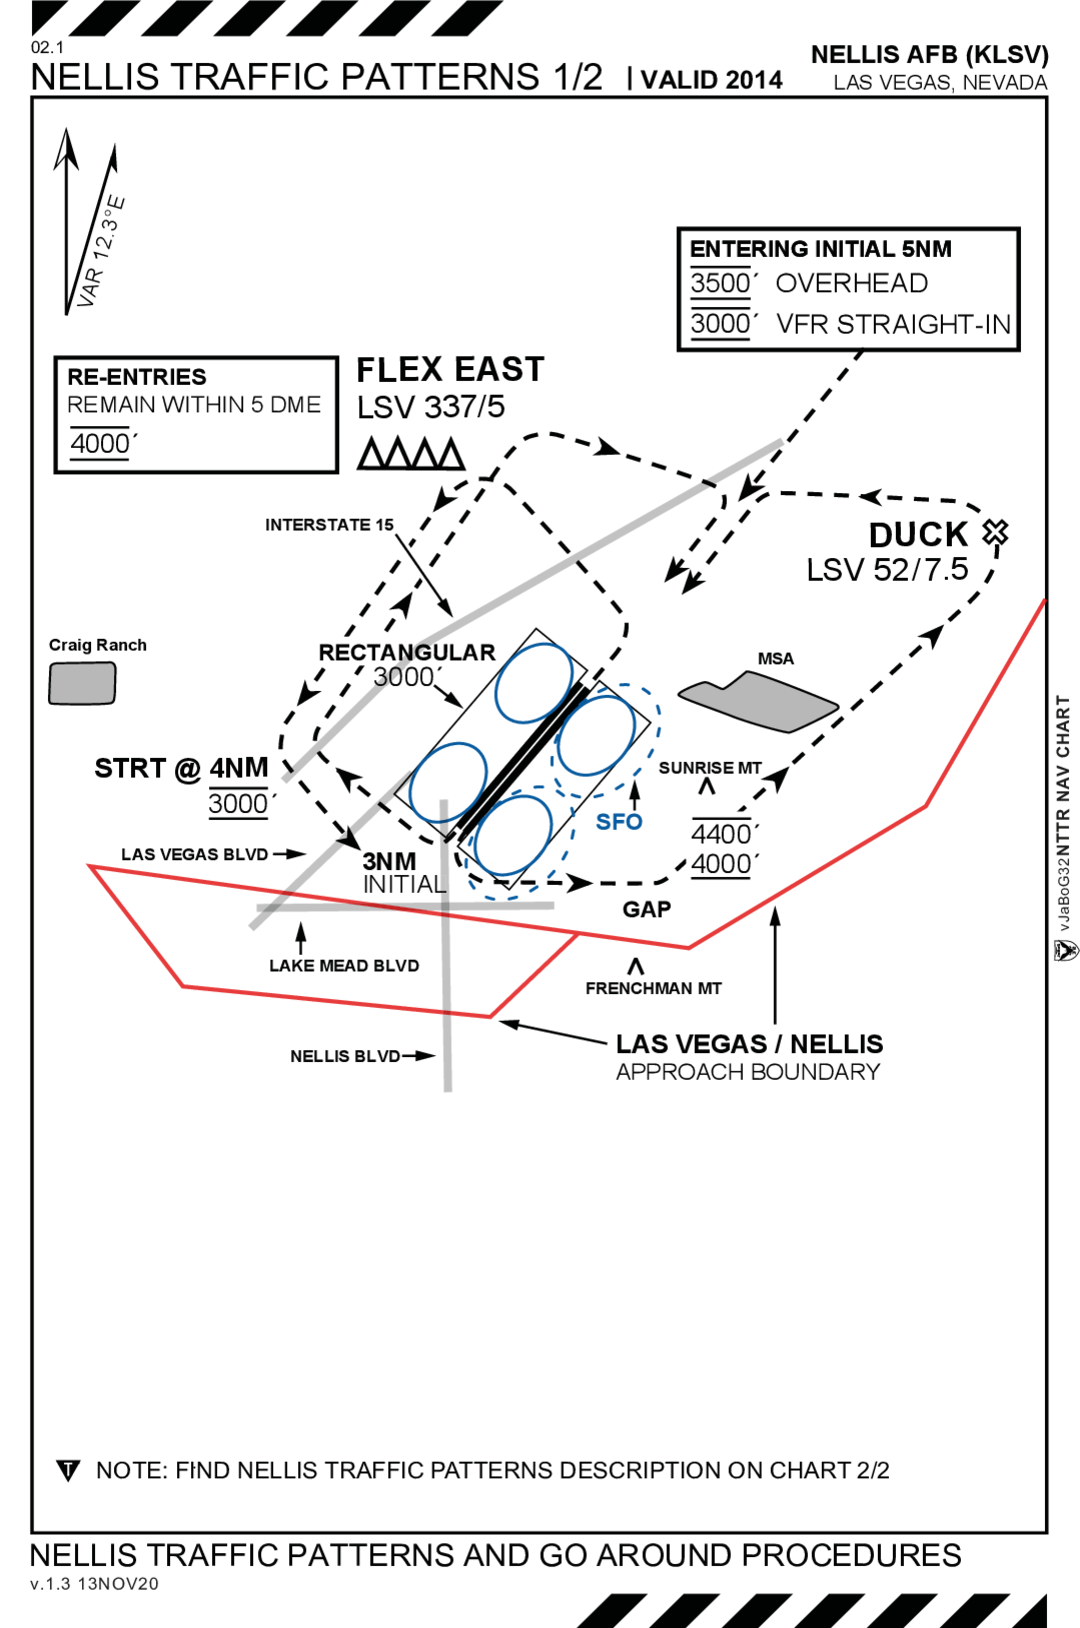 02.1
NELLIS TRAFFIC PATTERNS 1/2 | VALID 2014
NELLIS AFB (KLSV)
LAS VEGAS, NEVADA
VAR 12.3°E
ENTERING INITIAL 5NM
3500´ OVERHEAD
3000´ VFR STRAIGHT-IN
RE-ENTRIES
REMAIN WITHIN 5 DME
4000´
FLEX EAST
LSV 337/5
INTERSTATE 15
DUCK
LSV 52/7.5
Craig Ranch
RECTANGULAR
3000´
MSA
STRT @ 4NM
3000´
SUNRISE MT
SFO
4400´
4000´
LAS VEGAS BLVD
3NM
INITIAL
GAP
LAKE MEAD BLVD
FRENCHMAN MT
NELLIS BLVD
LAS VEGAS / NELLIS
APPROACH BOUNDARY
vJaBoG32 NTTR NAV CHART
T NOTE: FIND NELLIS TRAFFIC PATTERNS DESCRIPTION ON CHART 2/2
NELLIS TRAFFIC PATTERNS AND GO AROUND PROCEDURES
v.1.3 13NOV20